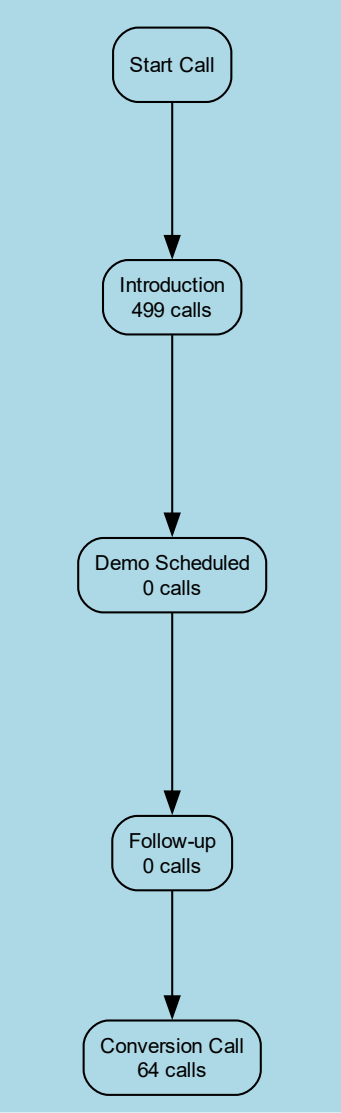 Start Call
Introduction
499 calls
Demo Scheduled
0 calls
Follow-up
0 calls
Conversion Call
64 calls